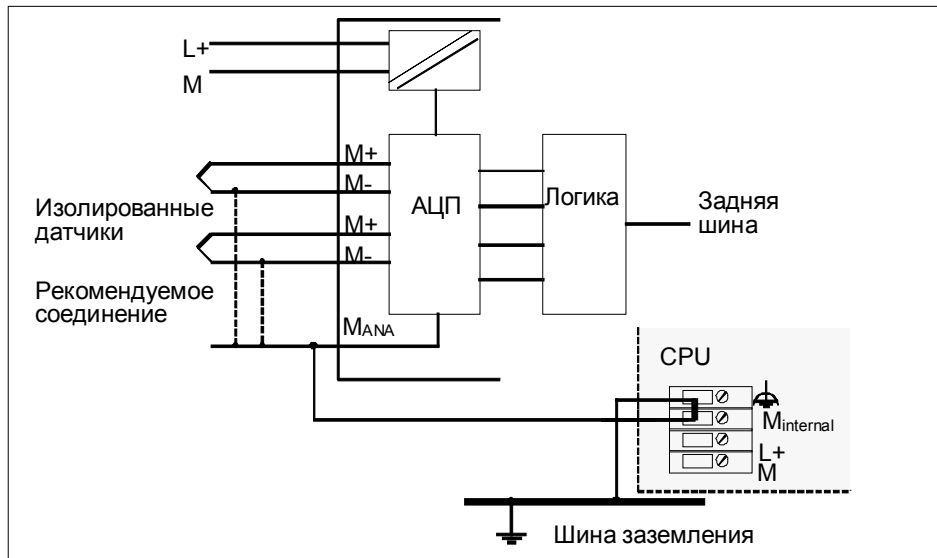 L+
M
M+
M-
Изолированные
датчики
M+
M-
АЦП
Логика
Задняя
шина
Рекомендуемое
соединение
MANA
CPU
Minternal
L+
M
Шина заземления